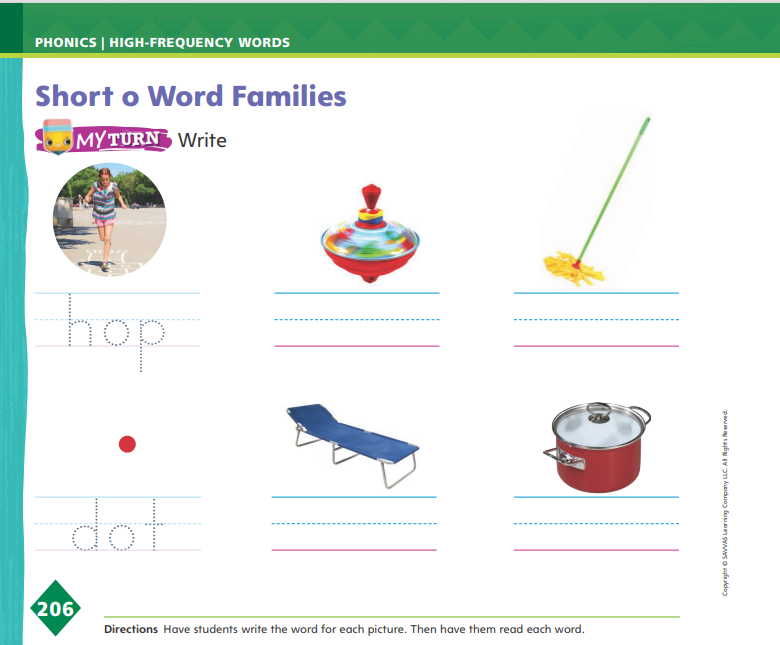 PHONICS | HIGH-FREQUENCY WORDS
Short o Word Families
MY TURN Write
hop
dot
Copyright © SAVVAS Learning Company LLC. All Rights Reserved.
206
Directions Have students write the word for each picture. Then have them read each word.